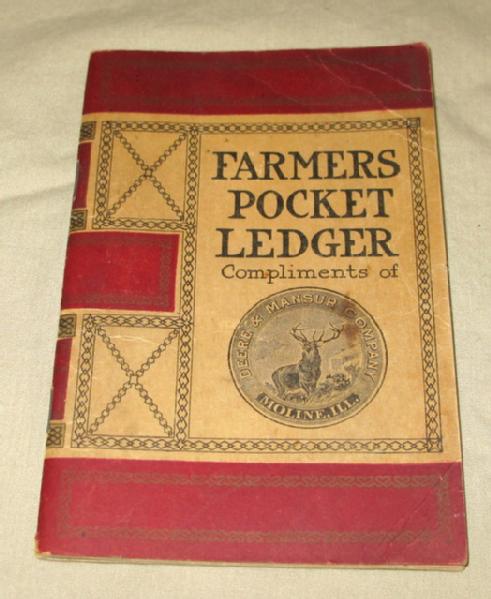 FARMERS
POCKET
LEDGER
Compliments of
DEERE & MANSUR COMPANY
MOLINE, ILL.